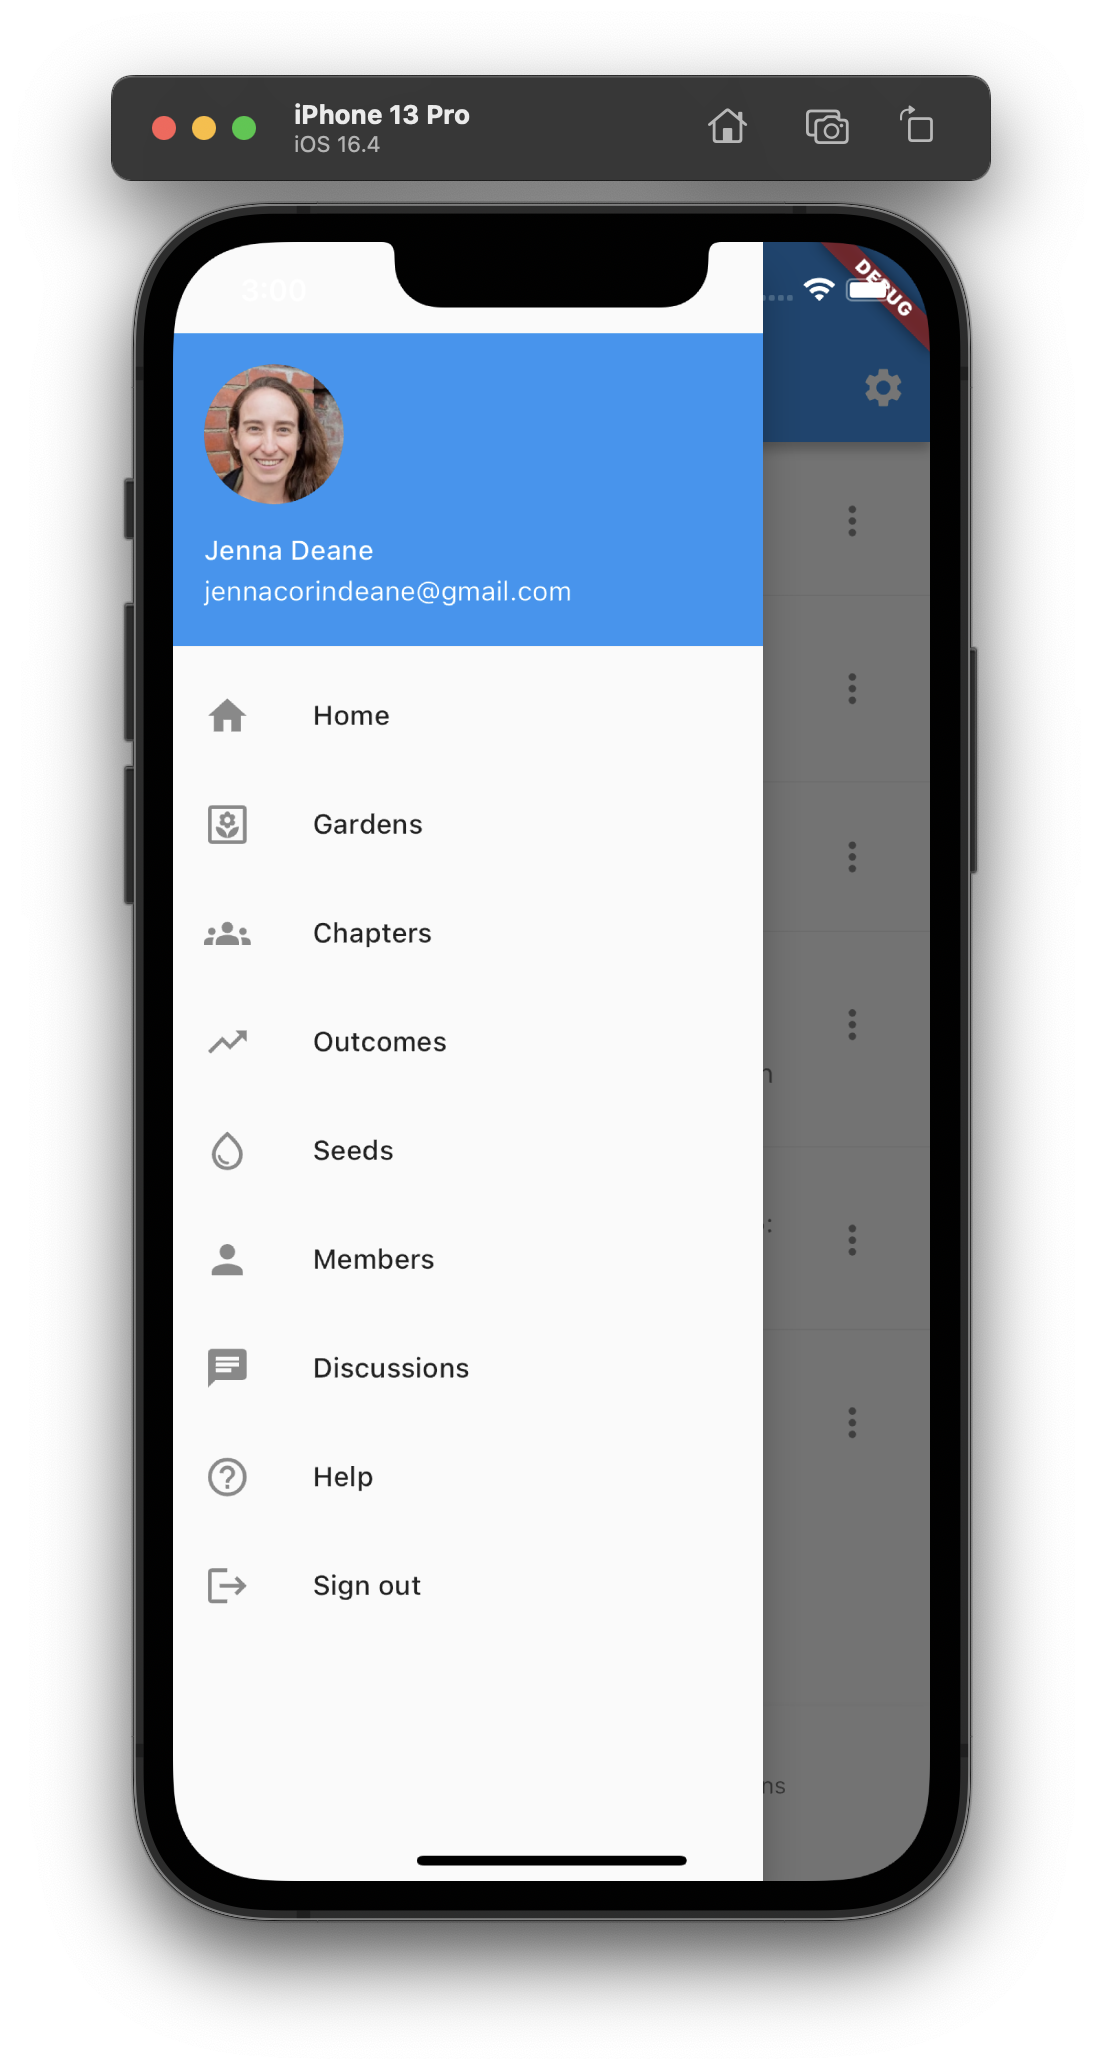 iPhone 13 Pro
iOS 16.4
3:00
DEBUG
Jenna Deane
jennacorindeane@gmail.com
Home
Gardens
Chapters
Outcomes
Seeds
Members
Discussions
Help
Sign out